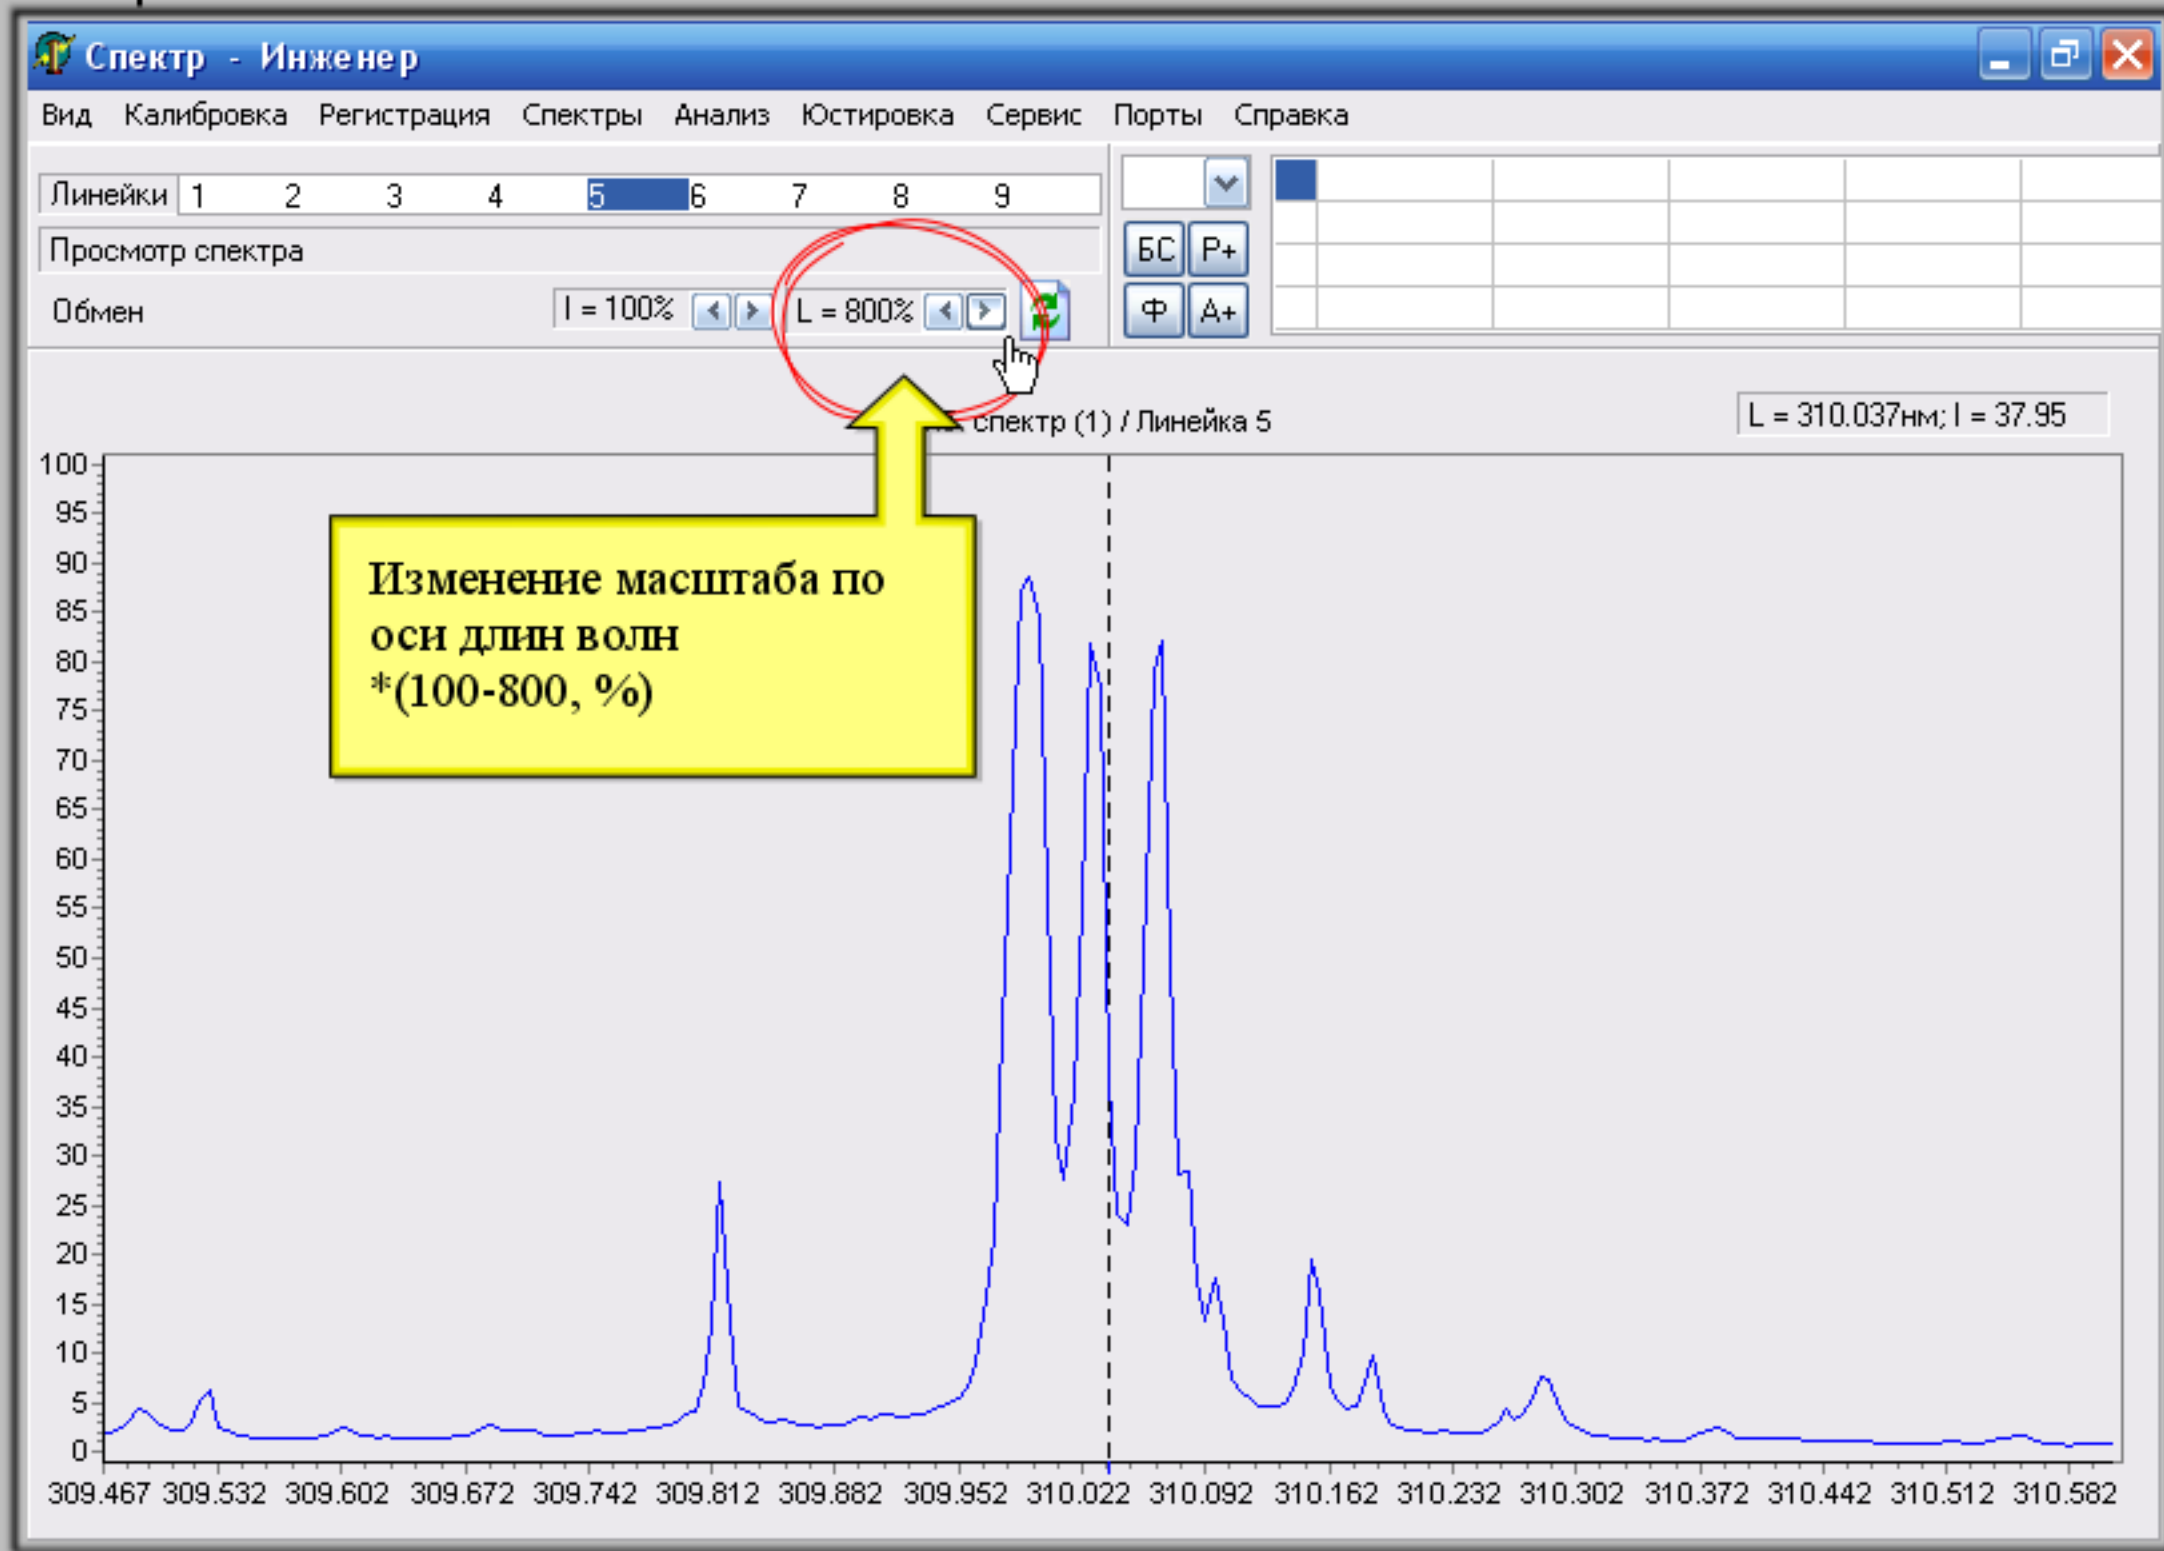 Спектр - Инженер
Вид Калибровка Регистрация Спектры Анализ Юстировка Сервис Порты Справка
Линейки 1 2 3 4 5 6 7 8 9
Просмотр спектра
БС Р+
Обмен I = 100% L = 800%
Ф А+
спектр (1) / Линейка 5
L = 310.037нм; I = 37.95
Изменение масштаба по
оси длин волн
*(100-800, %)
100
95
90
85
80
75
70
65
60
55
50
45
40
35
30
25
20
15
10
5
0
309.467 309.532 309.602 309.672 309.742 309.812 309.882 309.952 310.022 310.092 310.162 310.232 310.302 310.372 310.442 310.512 310.582